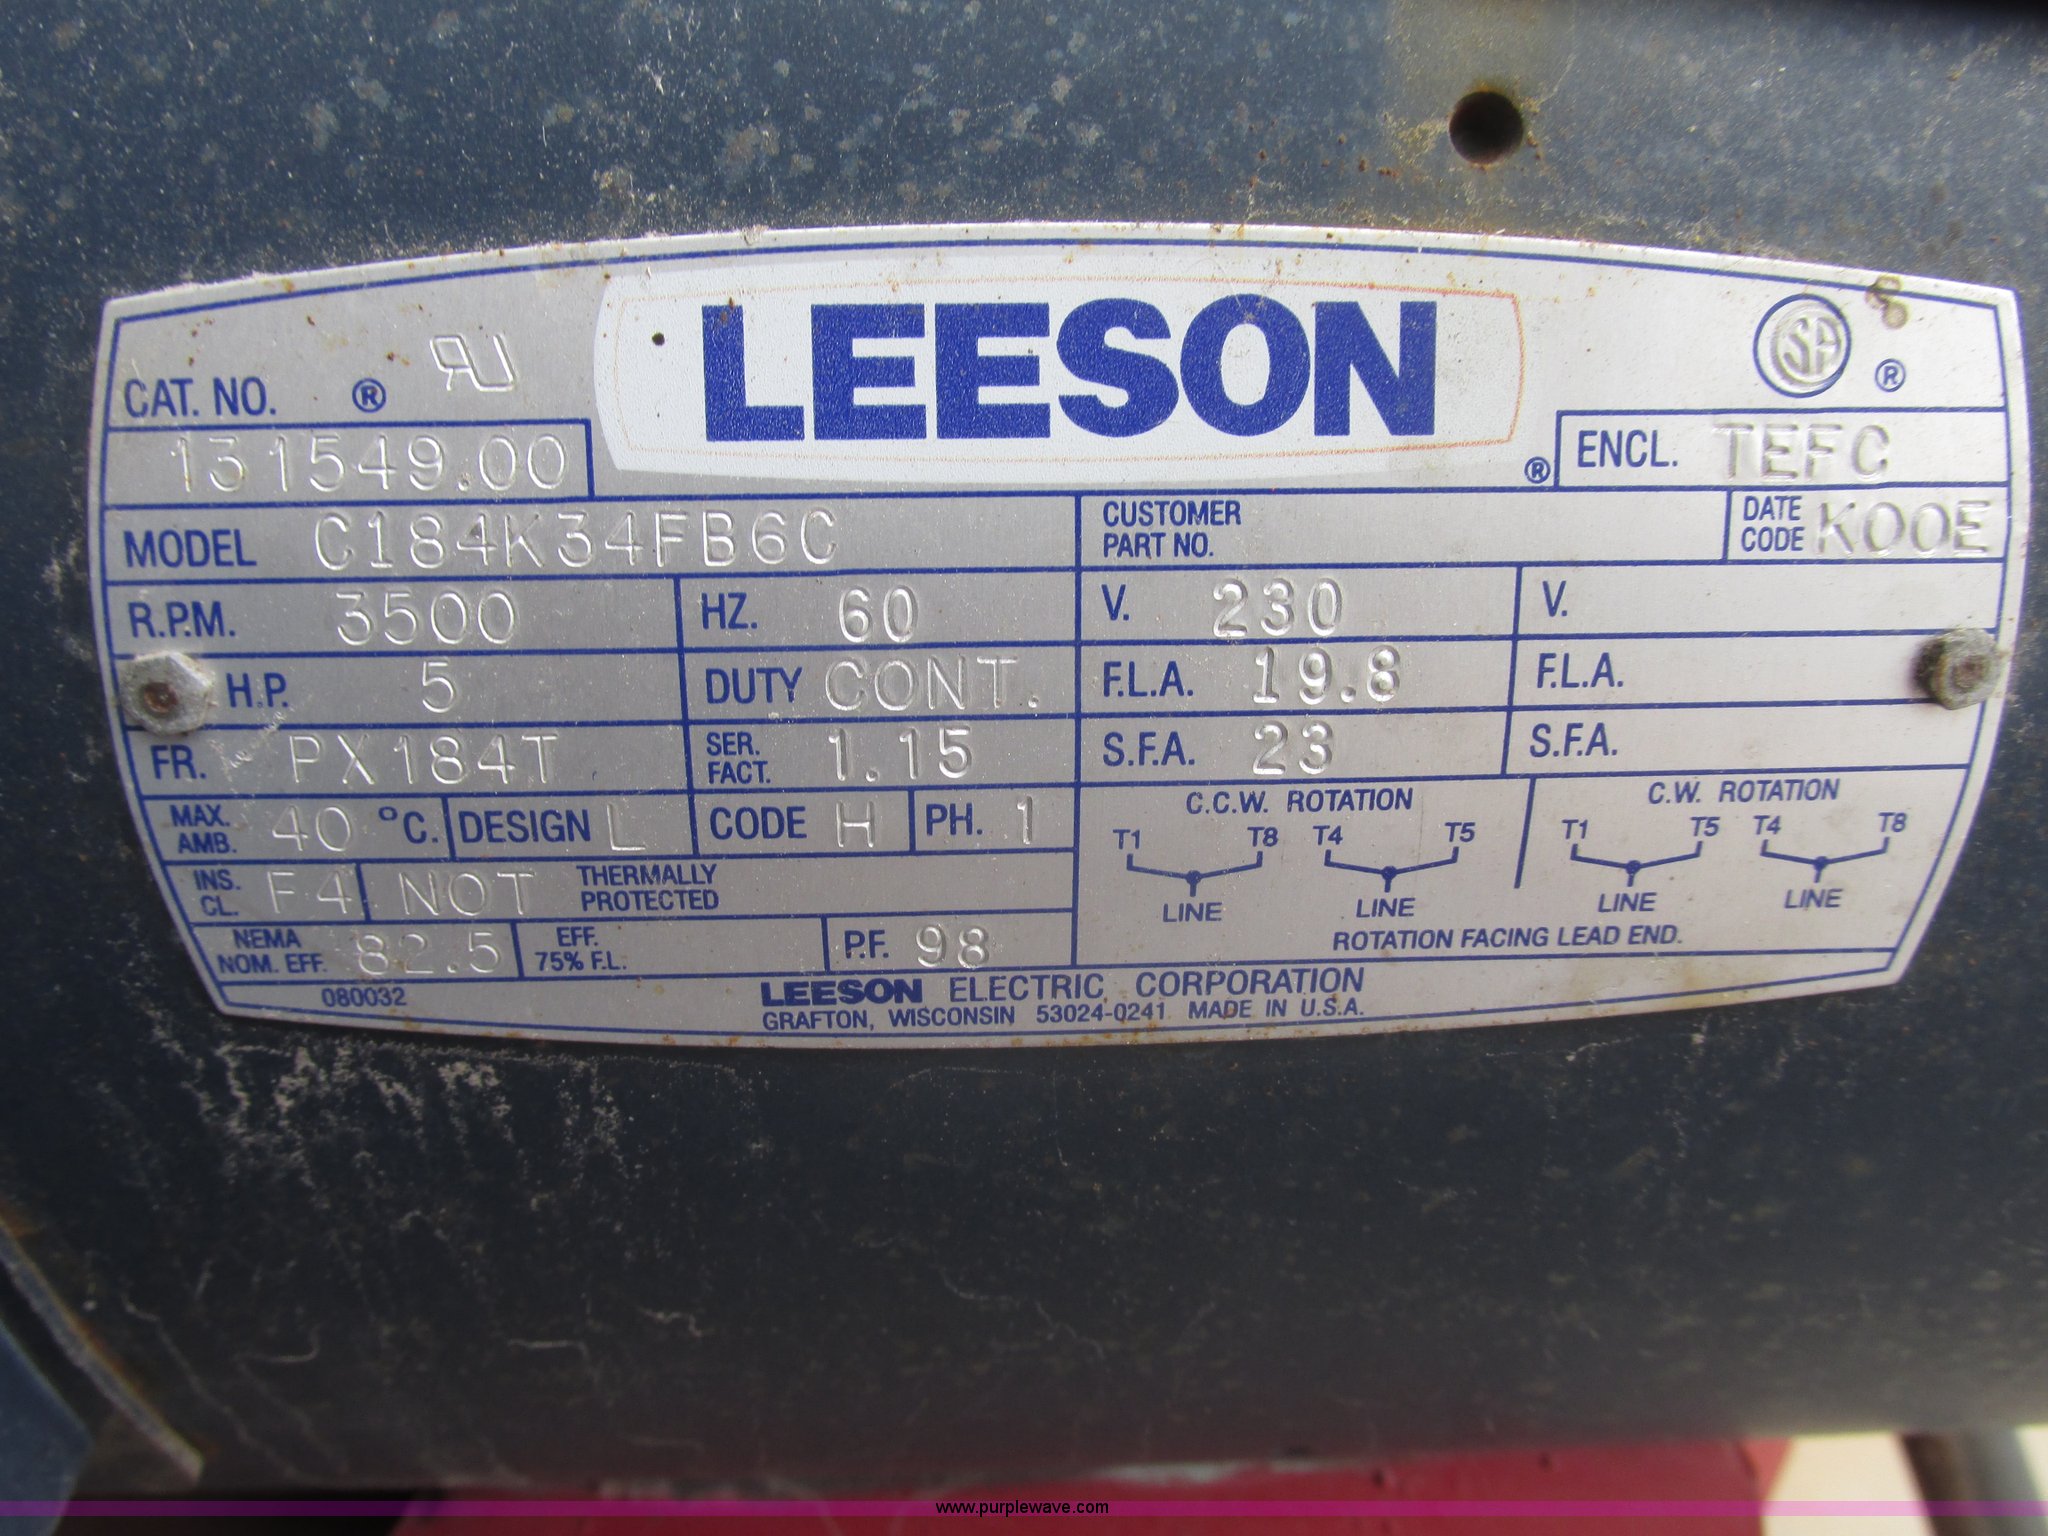 LEESON ®
CAT. NO. ® RU
SA ®
131549.00
ENCL. TEFC
MODEL C184K34FB6C
CUSTOMER PART NO.
DATE CODE K00E
R.P.M. 3500 HZ. 60 V. 230 V.
H.P. 5 DUTY CONT. F.L.A. 19.8 F.L.A.
FR. PX184T SER. FACT. 1.15 S.F.A. 23 S.F.A.
MAX. AMB. 40 °C. DESIGN L CODE H PH. 1
INS. CL. F4 NOT THERMALLY PROTECTED
NEMA NOM. EFF. 82.5 EFF. 75% F.L. P.F. 98
C.C.W. ROTATION C.W. ROTATION
T1 T8 T4 T5 T1 T5 T4 T8
LINE LINE LINE LINE
ROTATION FACING LEAD END.
080032
LEESON ELECTRIC CORPORATION
GRAFTON, WISCONSIN 53024-0241 MADE IN U.S.A.
www.purplewave.com